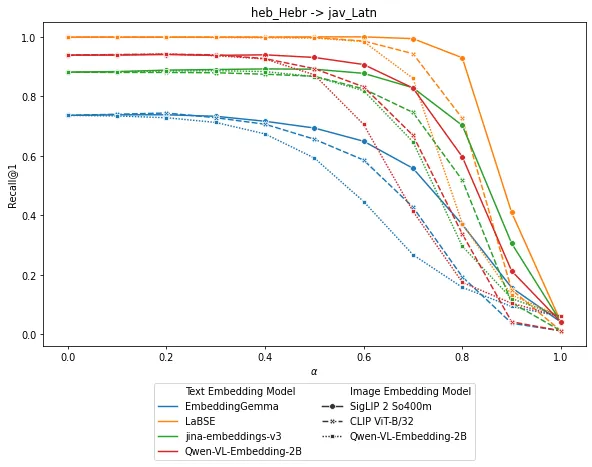 heb_Hebr -> jav_Latn
Recall@1
1.0
0.8
0.6
0.4
0.2
0.0
0.0 0.2 0.4 0.6 0.8 1.0
α
Text Embedding Model Image Embedding Model
EmbeddingGemma SigLIP 2 So400m
LaBSE CLIP ViT-B/32
jina-embeddings-v3 Qwen-VL-Embedding-2B
Qwen-VL-Embedding-2B